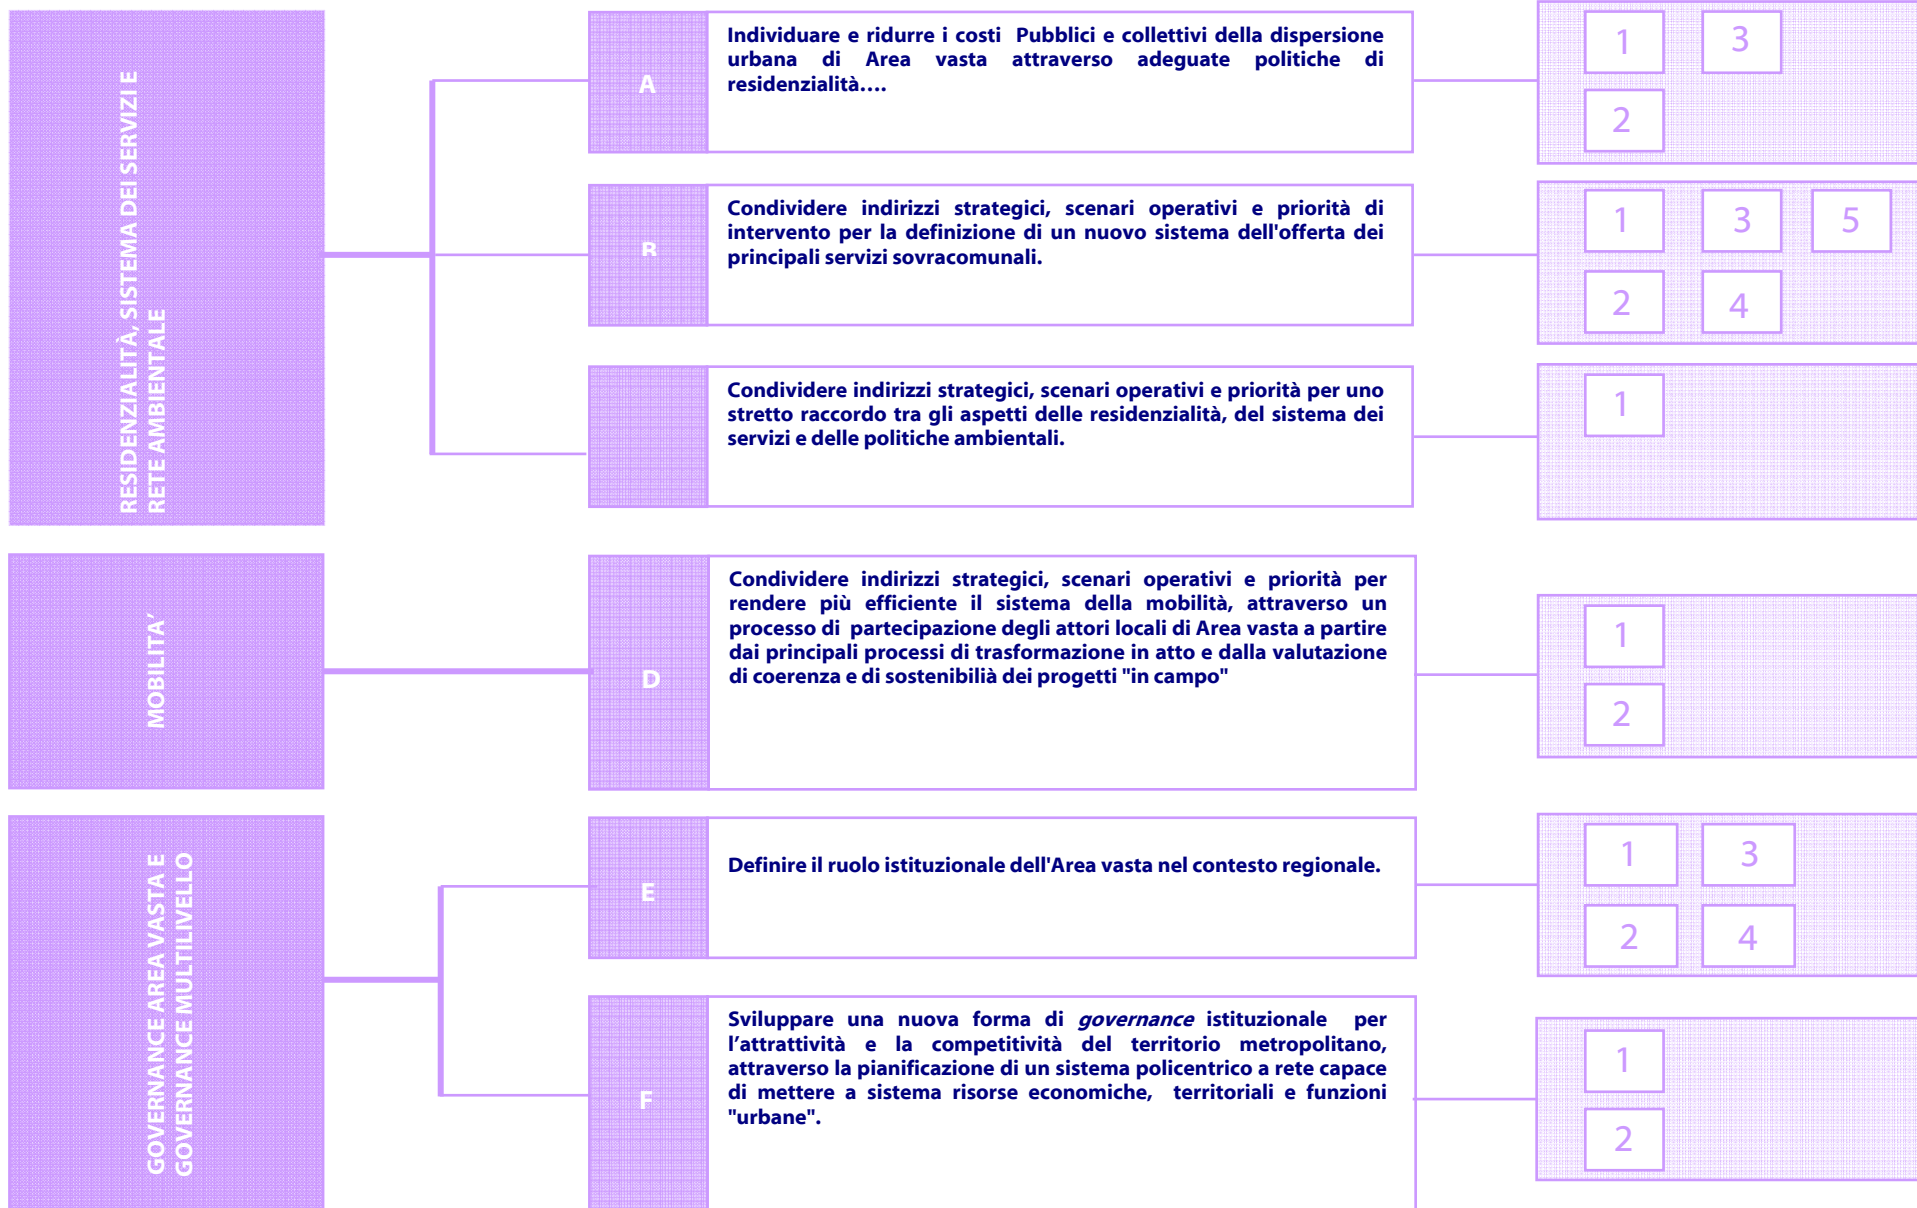 RESIDENZIALITÀ, SISTEMA DEI SERVIZI E
RETE AMBIENTALE
A
Individuare e ridurre i costi Pubblici e collettivi della dispersione
urbana di Area vasta attraverso adeguate politiche di
residenzialità....
1
3
2
B
Condividere indirizzi strategici, scenari operativi e priorità di
intervento per la definizione di un nuovo sistema dell'offerta dei
principali servizi sovracomunali.
1
3
5
2
4
Condividere indirizzi strategici, scenari operativi e priorità per uno
stretto raccordo tra gli aspetti delle residenzialità, del sistema dei
servizi e delle politiche ambientali.
1
MOBILITA'
D
Condividere indirizzi strategici, scenari operativi e priorità per
rendere più efficiente il sistema della mobilità, attraverso un
processo di partecipazione degli attori locali di Area vasta a partire
dai principali processi di trasformazione in atto e dalla valutazione
di coerenza e di sostenibilià dei progetti "in campo"
1
2
GOVERNANCE AREA VASTA E
GOVERNANCE MULTILIVELLO
E
Definire il ruolo istituzionale dell'Area vasta nel contesto regionale.
1
3
2
4
F
Sviluppare una nuova forma di governance istituzionale per
l'attrattività e la competitività del territorio metropolitano,
attraverso la pianificazione di un sistema policentrico a rete capace
di mettere a sistema risorse economiche, territoriali e funzioni
"urbane".
1
2